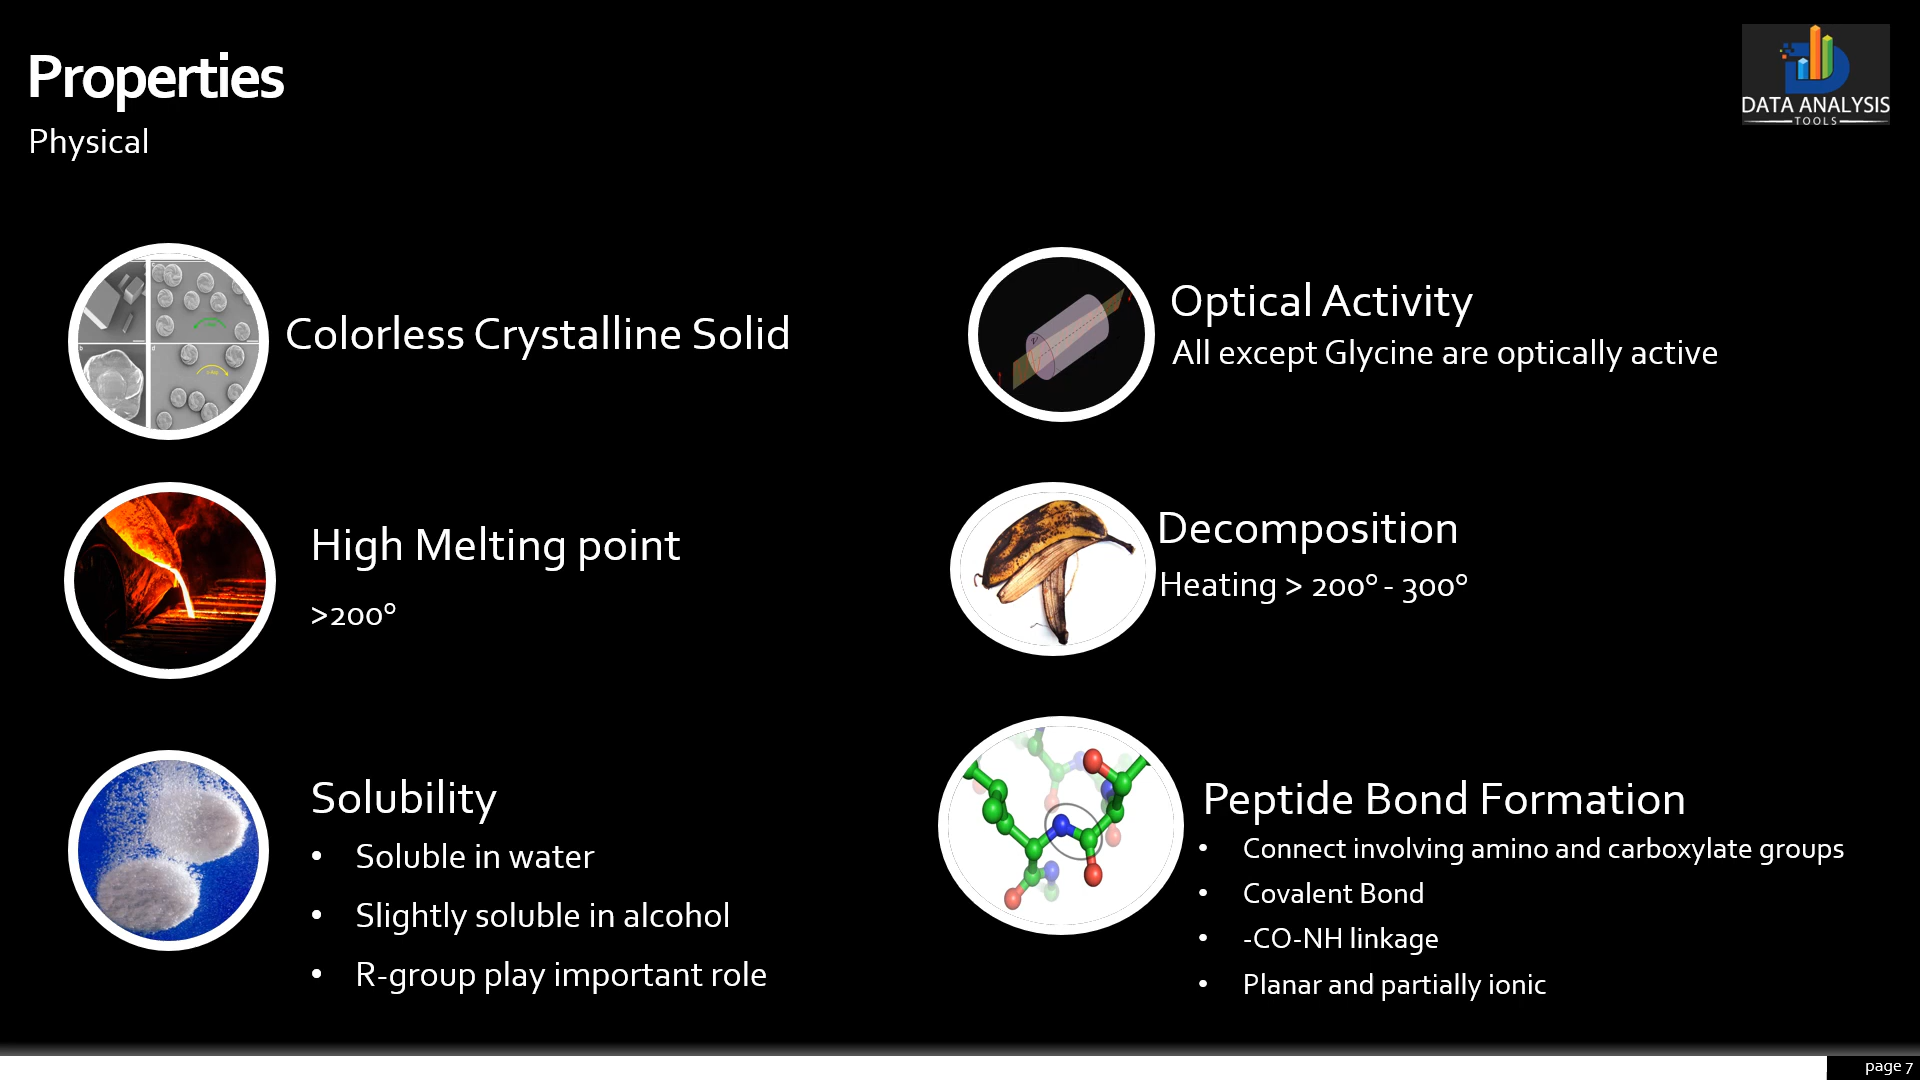 Properties
Physical
DATA ANALYSIS
TOOLS
Colorless Crystalline Solid
High Melting point
>200°
Solubility
• Soluble in water
• Slightly soluble in alcohol
• R-group play important role
Optical Activity
All except Glycine are optically active
Decomposition
Heating > 200° - 300°
Peptide Bond Formation
• Connect involving amino and carboxylate groups
• Covalent Bond
• -CO-NH linkage
• Planar and partially ionic
page 7